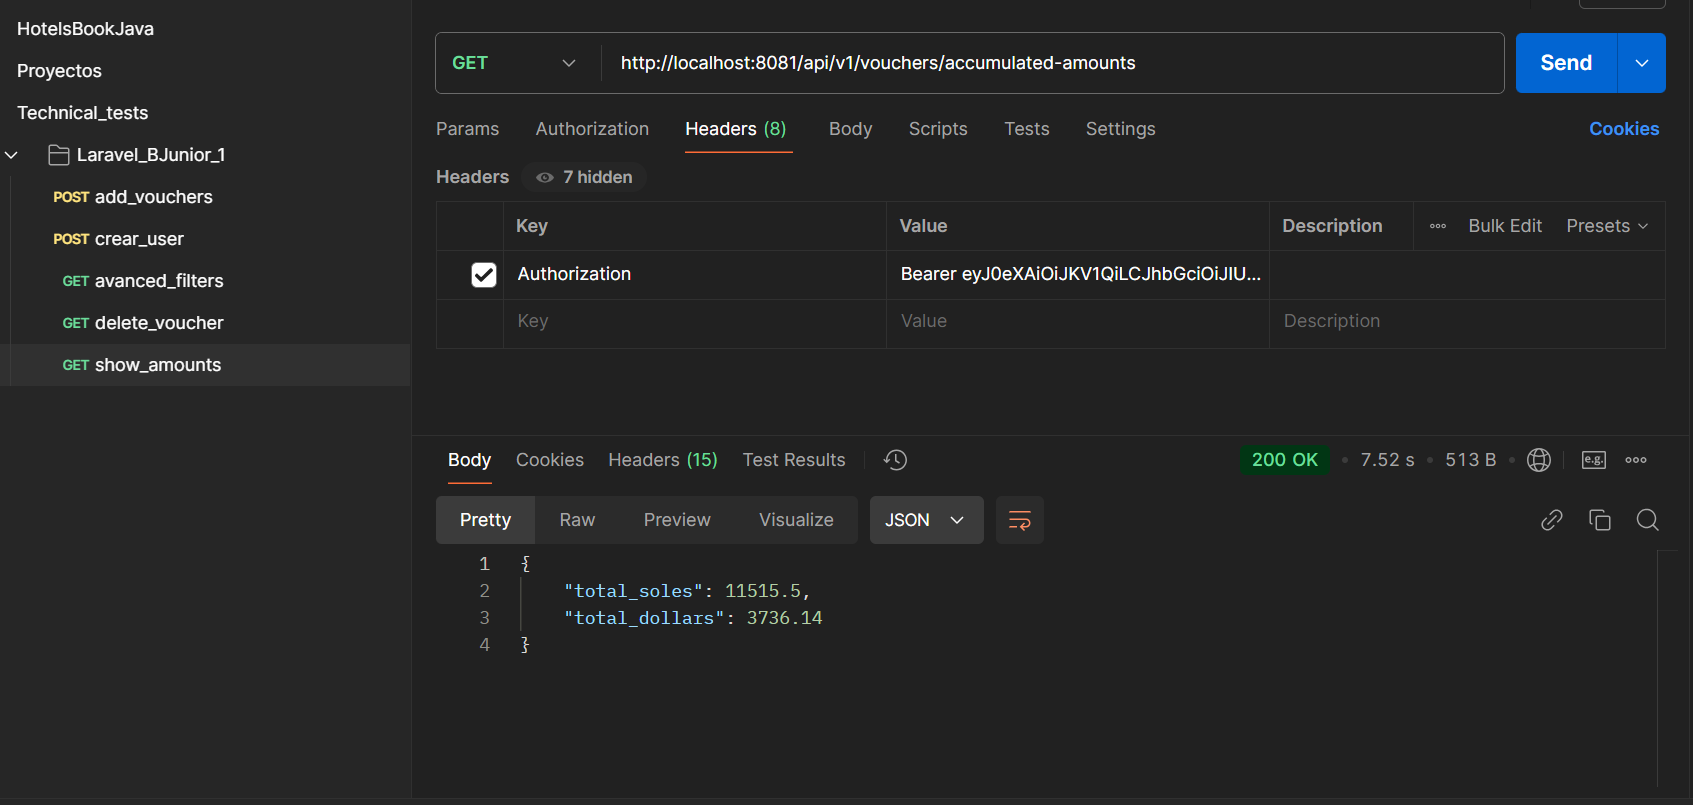 HotelsBookJava
Proyectos
Technical_tests
Laravel_BJunior_1
POST add_vouchers
POST crear_user
GET avanced_filters
GET delete_voucher
GET show_amounts
GET http://localhost:8081/api/v1/vouchers/accumulated-amounts Send
Params Authorization Headers (8) Body Scripts Tests Settings Cookies
Headers 7 hidden
Key Value Description Bulk Edit Presets
Authorization Bearer eyJ0eXAiOiJKV1QiLCJhbGciOiJIU...
Key Value Description
Body Cookies Headers (15) Test Results 200 OK • 7.52 s • 513 B • e.g.
Pretty Raw Preview Visualize JSON
1 {
2 "total_soles": 11515.5,
3 "total_dollars": 3736.14
4 }